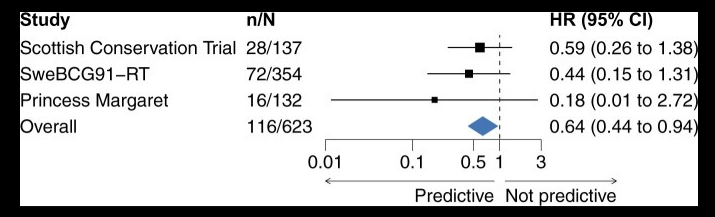 Study n/N HR (95% CI)
Scottish Conservation Trial 28/137 0.59 (0.26 to 1.38)
SweBCG91−RT 72/354 0.44 (0.15 to 1.31)
Princess Margaret 16/132 0.18 (0.01 to 2.72)
Overall 116/623 0.64 (0.44 to 0.94)
0.01 0.1 0.5 1 3
Predictive Not predictive